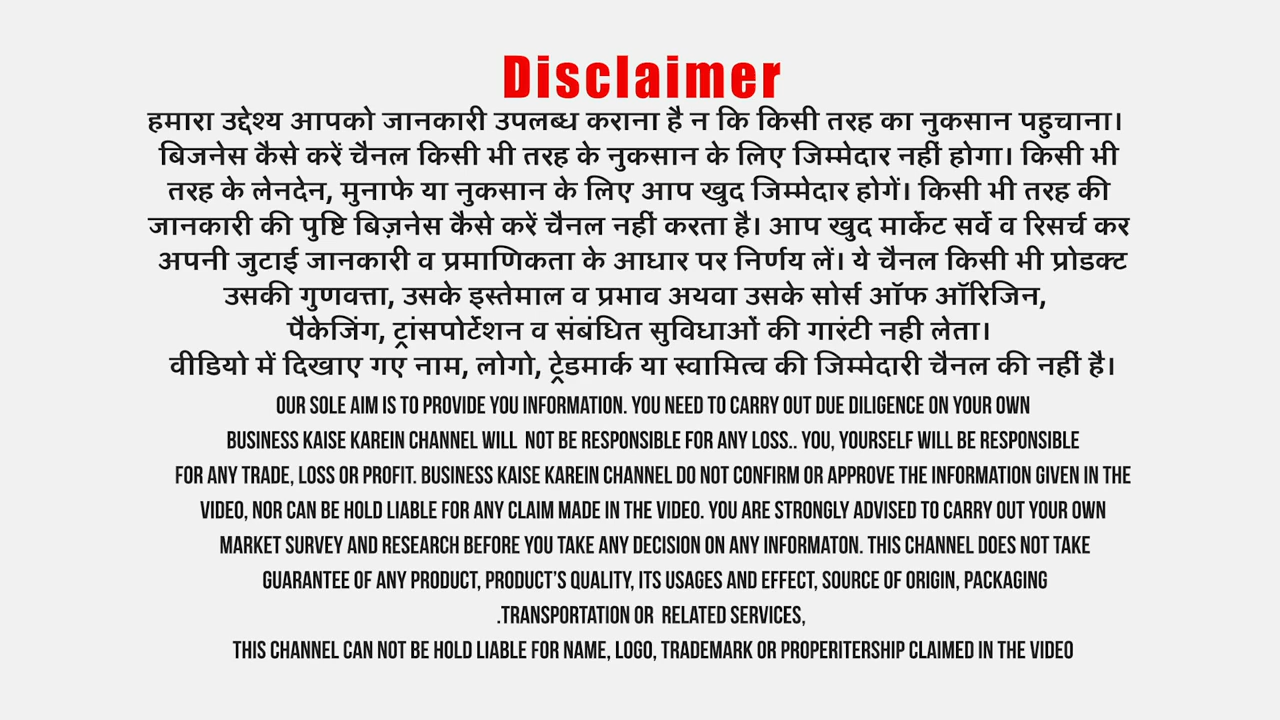 Disclaimer
हमारा उद्देश्य आपको जानकारी उपलब्ध कराना है न कि किसी तरह का नुकसान पहुचाना।
बिजनेस कैसे करें चैनल किसी भी तरह के नुकसान के लिए जिम्मेदार नहीं होगा। किसी भी
तरह के लेनदेन, मुनाफे या नुकसान के लिए आप खुद जिम्मेदार होगें। किसी भी तरह की
जानकारी की पुष्टि बिज़नेस कैसे करें चैनल नहीं करता है। आप खुद मार्केट सर्वे व रिसर्च कर
अपनी जुटाई जानकारी व प्रमाणिकता के आधार पर निर्णय लें। ये चैनल किसी भी प्रोडक्ट
उसकी गुणवत्ता, उसके इस्तेमाल व प्रभाव अथवा उसके सोर्स ऑफ ऑरिजिन,
पैकेजिंग, ट्रांसपोर्टेशन व संबंधित सुविधाओं की गारंटी नही लेता।
वीडियो में दिखाए गए नाम, लोगो, ट्रेडमार्क या स्वामित्व की जिम्मेदारी चैनल की नहीं है।
OUR SOLE AIM IS TO PROVIDE YOU INFORMATION. YOU NEED TO CARRY OUT DUE DILIGENCE ON YOUR OWN
BUSINESS KAISE KAREIN CHANNEL WILL  NOT BE RESPONSIBLE FOR ANY LOSS.. YOU, YOURSELF WILL BE RESPONSIBLE
FOR ANY TRADE, LOSS OR PROFIT. BUSINESS KAISE KAREIN CHANNEL DO NOT CONFIRM OR APPROVE THE INFORMATION GIVEN IN THE
VIDEO, NOR CAN BE HOLD LIABLE FOR ANY CLAIM MADE IN THE VIDEO. YOU ARE STRONGLY ADVISED TO CARRY OUT YOUR OWN
MARKET SURVEY AND RESEARCH BEFORE YOU TAKE ANY DECISION ON ANY INFORMATON. THIS CHANNEL DOES NOT TAKE
GUARANTEE OF ANY PRODUCT, PRODUCT'S QUALITY, ITS USAGES AND EFFECT, SOURCE OF ORIGIN, PACKAGING
.TRANSPORTATION OR  RELATED SERVICES,
THIS CHANNEL CAN NOT BE HOLD LIABLE FOR NAME, LOGO, TRADEMARK OR PROPERITERSHIP CLAIMED IN THE VIDEO